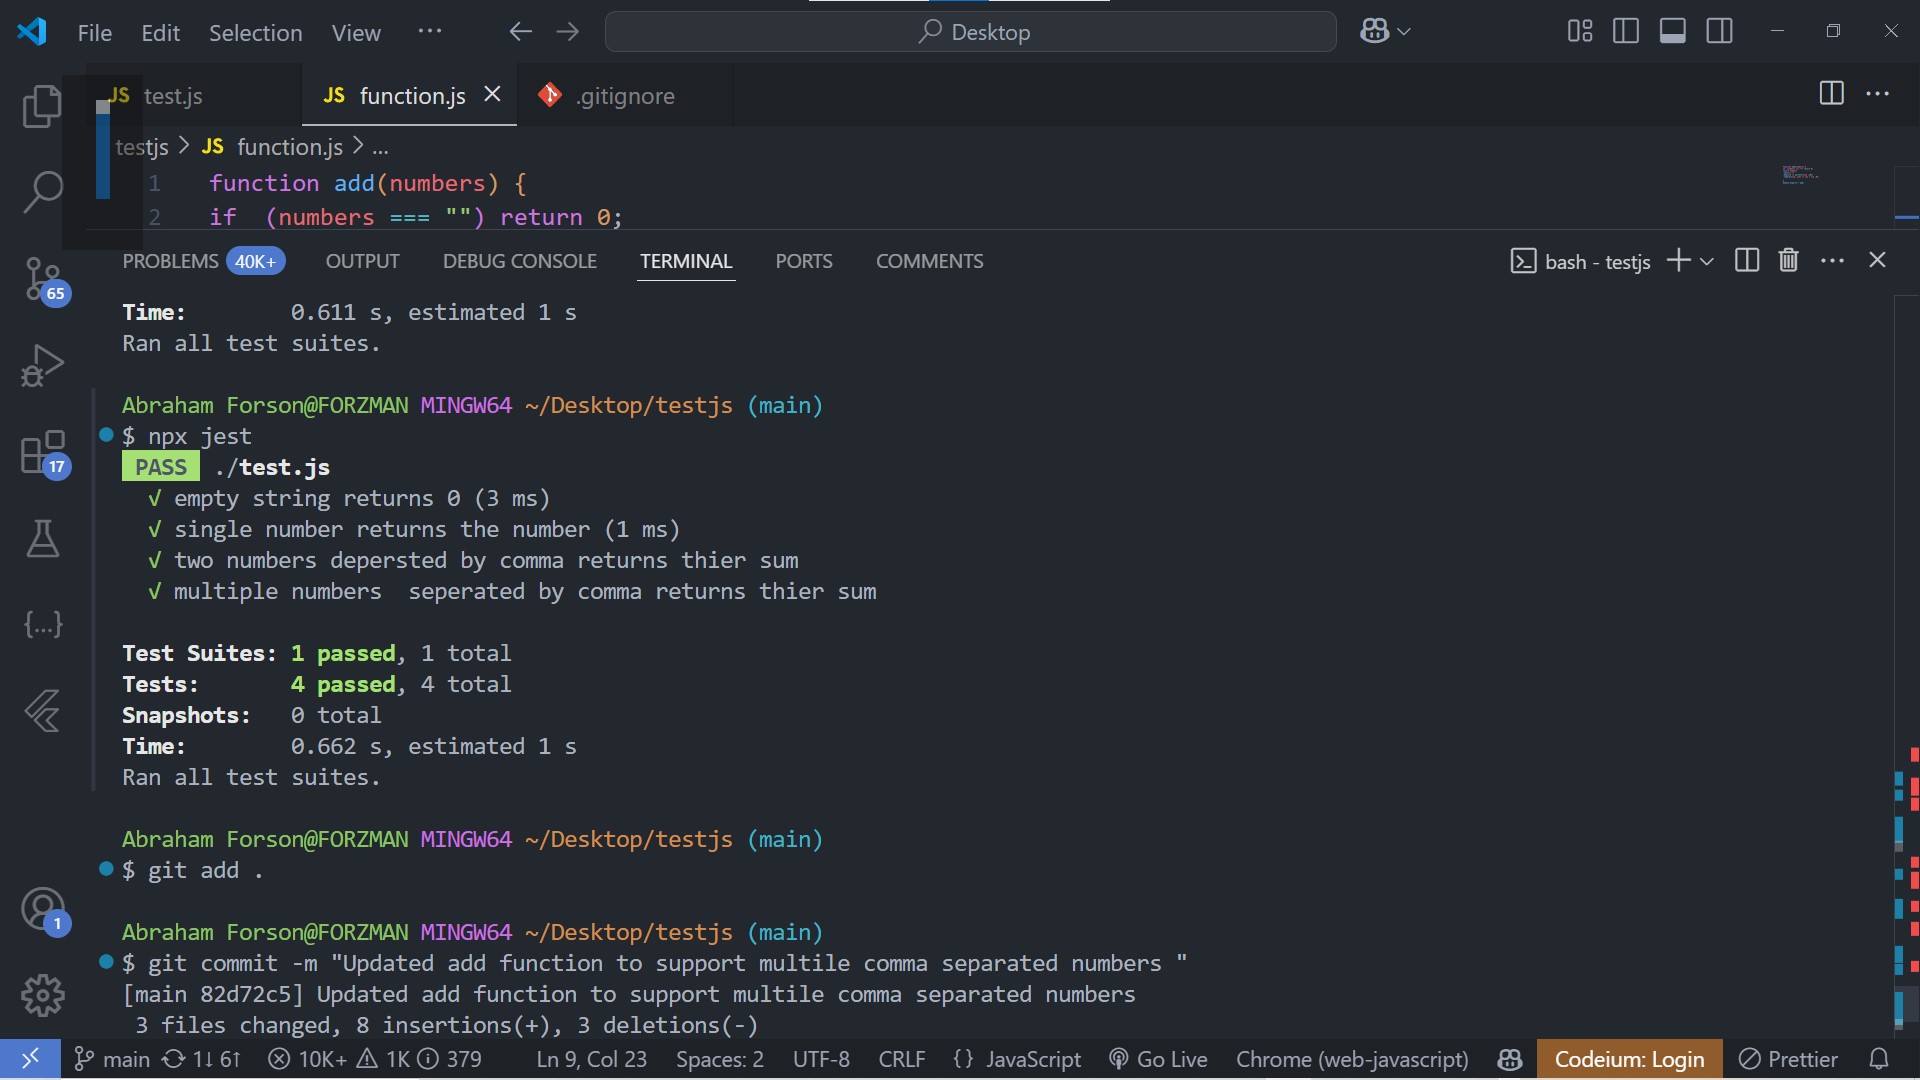 File Edit Selection View ··· Desktop
JS test.js JS function.js .gitignore
testjs > JS function.js > ...
1 function add(numbers) {
2 if (numbers === "") return 0;
PROBLEMS 40K+ OUTPUT DEBUG CONSOLE TERMINAL PORTS COMMENTS bash - testjs
65
17
1
Time: 0.611 s, estimated 1 s
Ran all test suites.
Abraham Forson@FORZMAN MINGW64 ~/Desktop/testjs (main)
$ npx jest
PASS ./test.js
√ empty string returns 0 (3 ms)
√ single number returns the number (1 ms)
√ two numbers depersted by comma returns thier sum
√ multiple numbers  seperated by comma returns thier sum
Test Suites: 1 passed, 1 total
Tests: 4 passed, 4 total
Snapshots: 0 total
Time: 0.662 s, estimated 1 s
Ran all test suites.
Abraham Forson@FORZMAN MINGW64 ~/Desktop/testjs (main)
$ git add .
Abraham Forson@FORZMAN MINGW64 ~/Desktop/testjs (main)
$ git commit -m "Updated add function to support multile comma separated numbers "
[main 82d72c5] Updated add function to support multile comma separated numbers
3 files changed, 8 insertions(+), 3 deletions(-)
main 1↓ 6↑ 10K+ 1K 379 Ln 9, Col 23 Spaces: 2 UTF-8 CRLF {} JavaScript Go Live Chrome (web-javascript) Codeium: Login Prettier